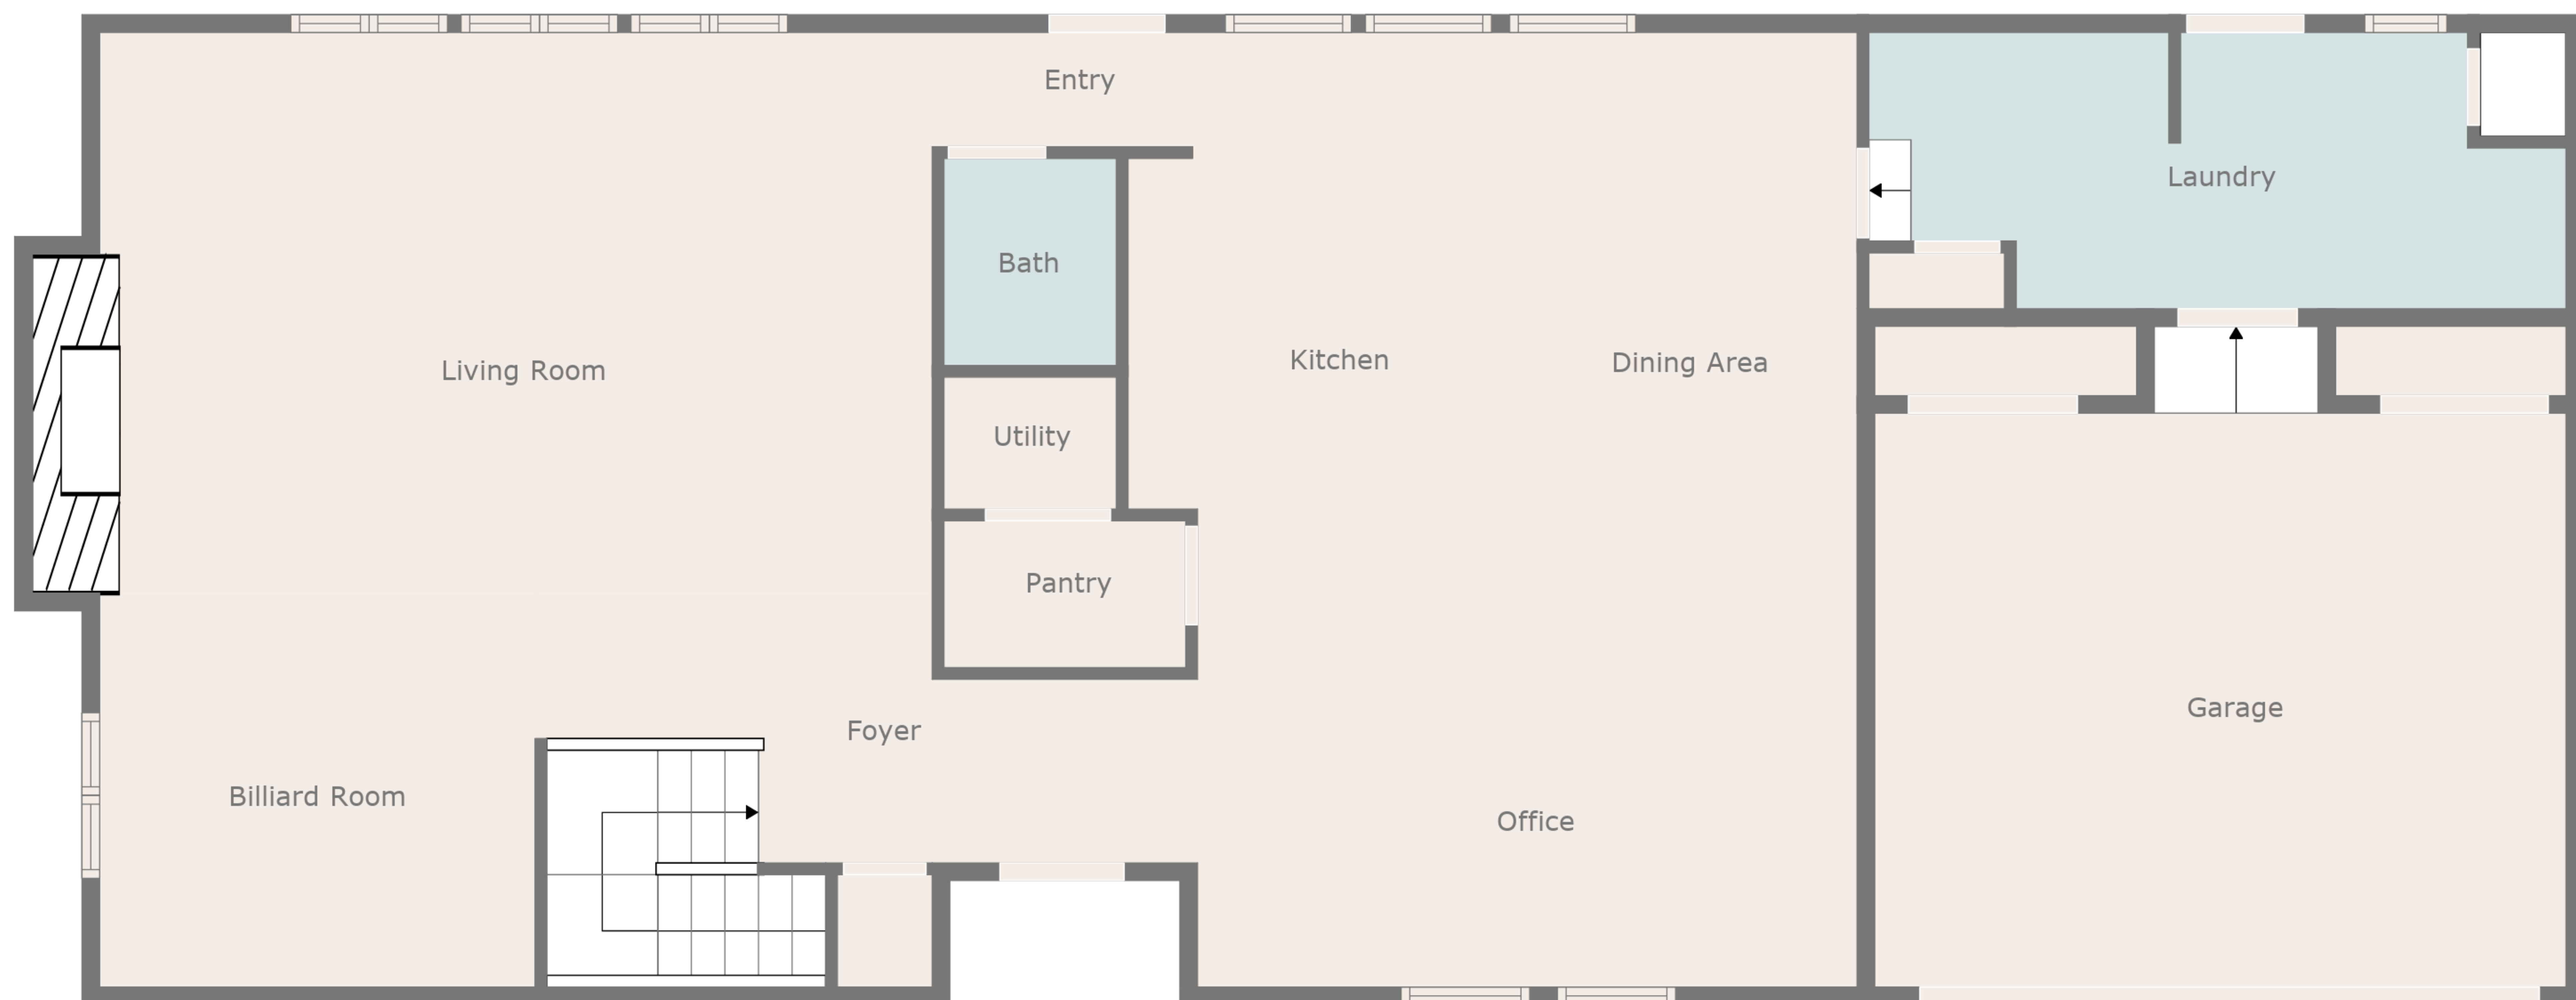 Entry
Laundry
Bath
Living Room
Kitchen
Dining Area
Utility
Pantry
Garage
Foyer
Billiard Room
Office